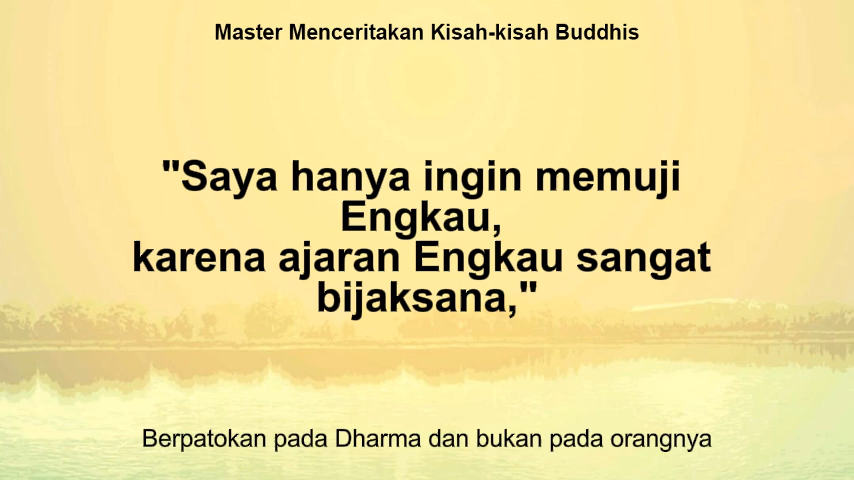 Master Menceritakan Kisah-kisah Buddhis
"Saya hanya ingin memuji
Engkau,
karena ajaran Engkau sangat
bijaksana,"
Berpatokan pada Dharma dan bukan pada orangnya